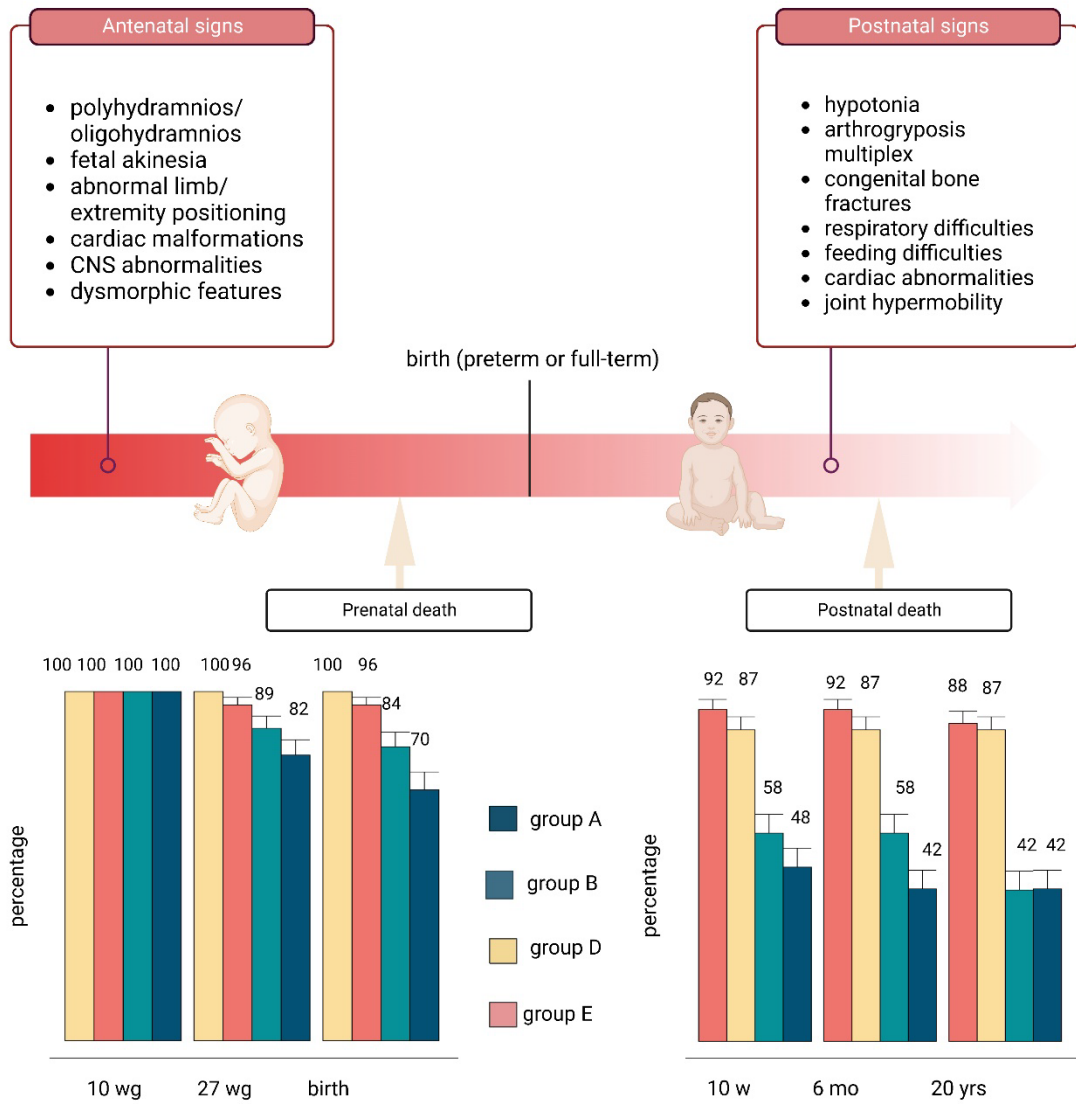 Antenatal signs
• polyhydramnios/
oligohydramnios
• fetal akinesia
• abnormal limb/
extremity positioning
• cardiac malformations
• CNS abnormalities
• dysmorphic features
Postnatal signs
• hypotonia
• arthrogryposis
multiplex
• congenital bone
fractures
• respiratory difficulties
• feeding difficulties
• cardiac abnormalities
• joint hypermobility
birth (preterm or full-term)
Prenatal death
Postnatal death
percentage
100 100 100 100
100 96 89 82
100 96 84 70
10 wg 27 wg birth
group A
group B
group D
group E
percentage
92 87 58 48
92 87 58 42
88 87 42 42
10 w 6 mo 20 yrs